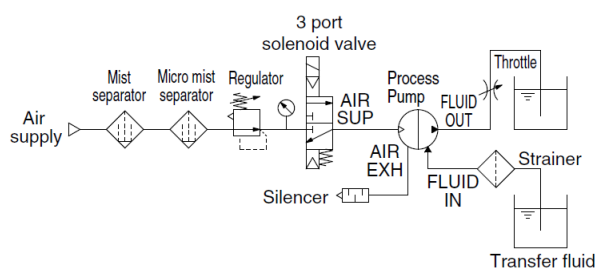 3 port
solenoid valve
Mist
separator
Micro mist
separator
Regulator
Process
Pump
Throttle
Air
supply
AIR
SUP
FLUID
OUT
AIR
EXH
FLUID
IN
Strainer
Silencer
Transfer fluid